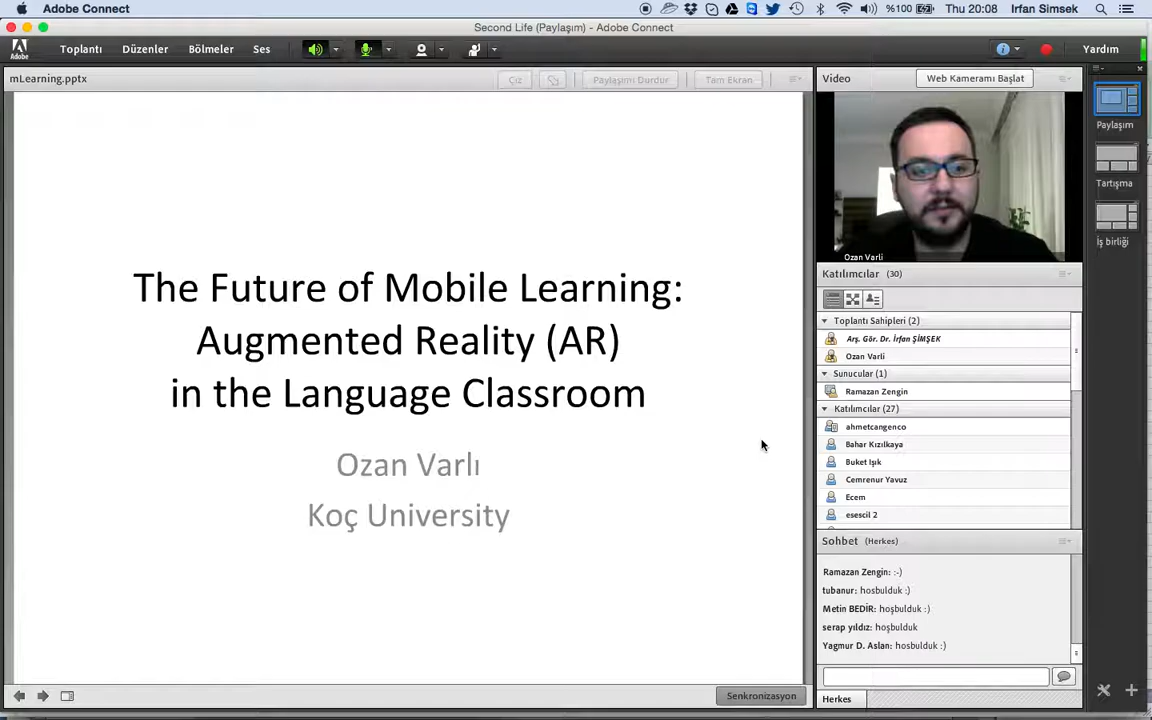 Adobe Connect
%100
Thu 20:08
Irfan Simsek
Second Life (Paylaşım) - Adobe Connect
Adobe
Toplantı
Düzenler
Bölmeler
Ses
Yardım
mLearning.pptx
Çiz
Paylaşımı Durdur
Tam Ekran
Video
Web Kameramı Başlat
Paylaşım
Tartışma
İş birliği
The Future of Mobile Learning:
Augmented Reality (AR)
in the Language Classroom
Ozan Varlı
Koç University
Senkronizasyon
Ozan Varli
Katılımcılar (30)
Toplantı Sahipleri (2)
Arş. Gör. Dr. İrfan ŞİMŞEK
Ozan Varli
Sunucular (1)
Ramazan Zengin
Katılımcılar (27)
ahmetcangenco
Bahar Kızılkaya
Buket Işık
Cemrenur Yavuz
Ecem
esescil 2
Sohbet (Herkes)
Ramazan Zengin: :-)
tubanur: hosbulduk :)
Metin BEDİR: hoşbulduk :)
serap yıldız: hoşbulduk
Yagmur D. Aslan: hosbulduk :)
Herkes